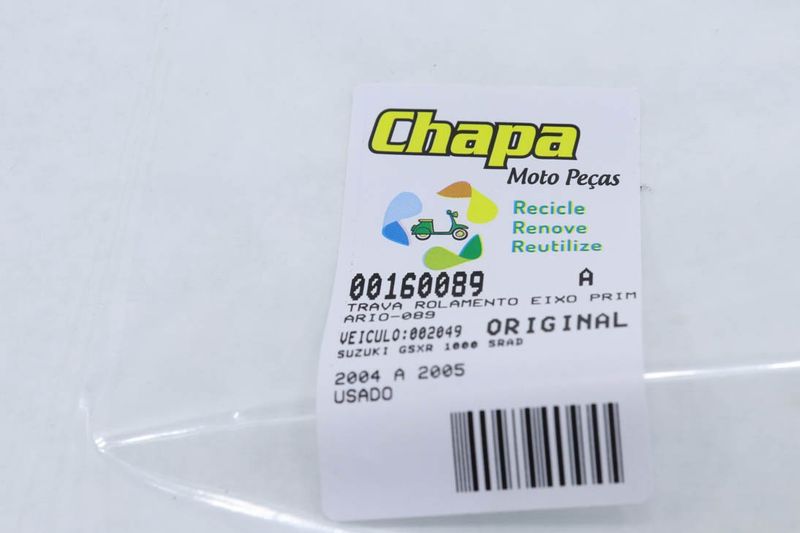 Chapa
Moto Peças
Recicle
Renove
Reutilize
00160089 A
TRAVA ROLAMENTO EIXO PRIM
ARIO-089
VEICULO:002049 ORIGINAL
SUZUKI GSXR 1000 SRAD
2004 A 2005
USADO